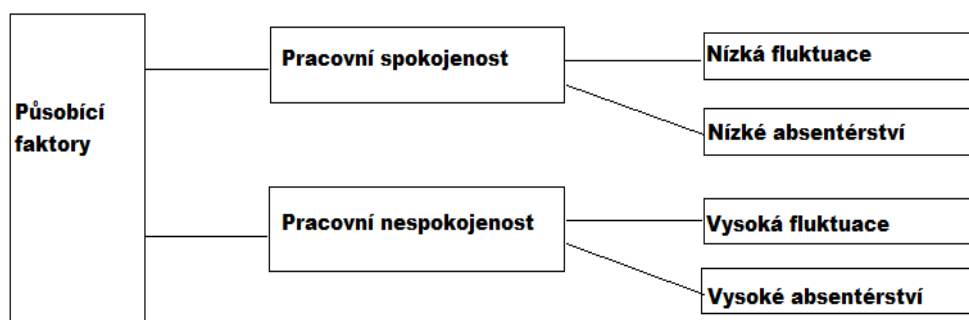 Působící
faktory
Pracovní spokojenost
Nízká fluktuace
Nízké absentérství
Pracovní nespokojenost
Vysoká fluktuace
Vysoké absentérství